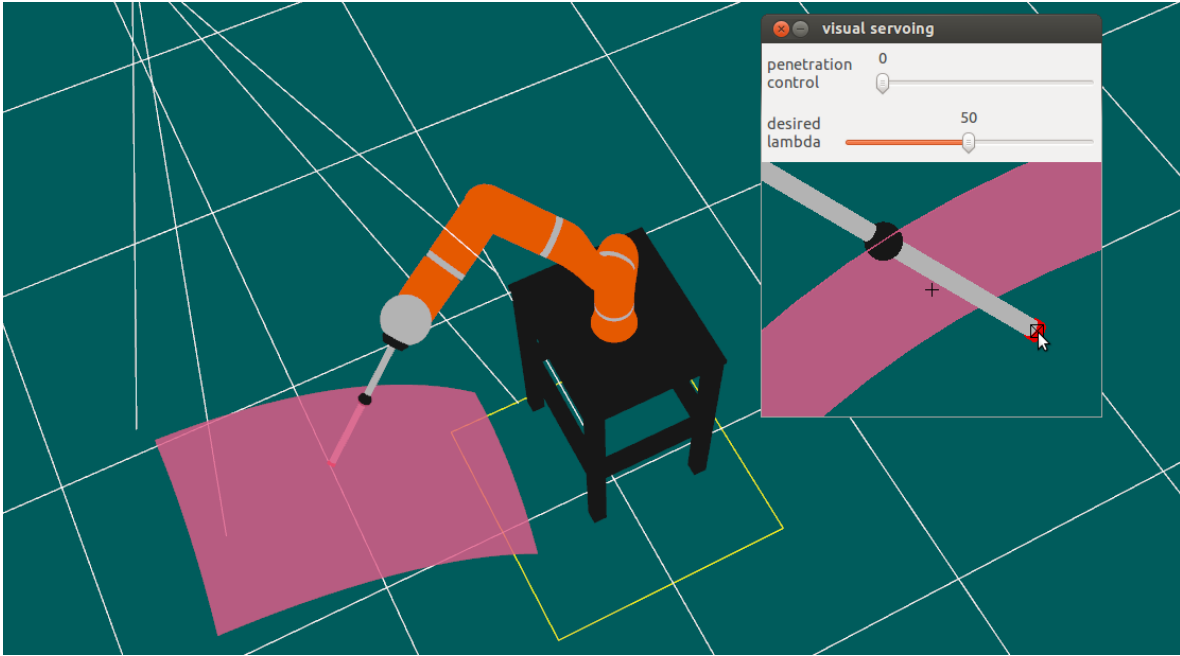 visual servoing
penetration
control
0
desired
lambda
50